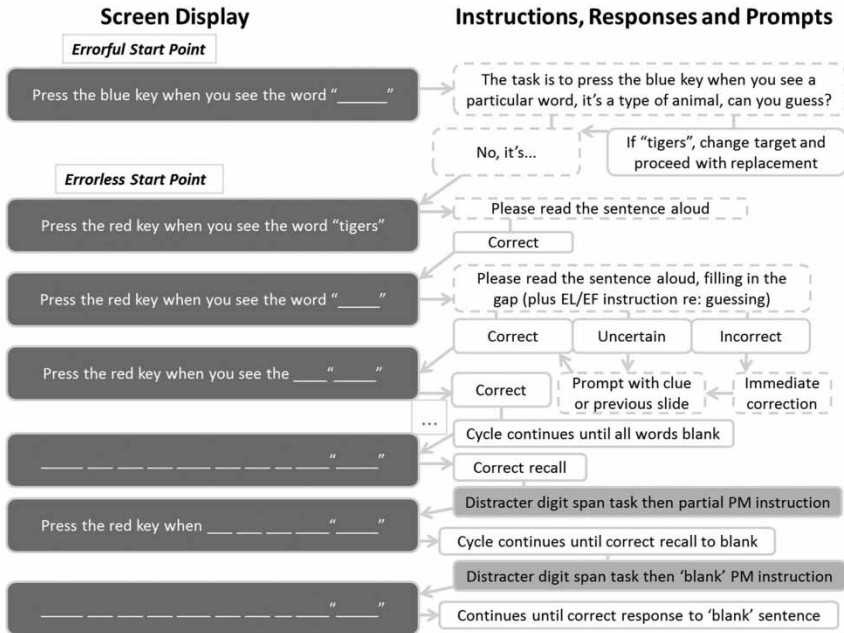 Screen Display
Instructions, Responses and Prompts
Errorful Start Point
Press the blue key when you see the word “______”
The task is to press the blue key when you see a
particular word, it’s a type of animal, can you guess?
No, it’s...
If “tigers”, change target and
proceed with replacement
Errorless Start Point
Press the red key when you see the word “tigers”
Please read the sentence aloud
Correct
Press the red key when you see the word “_____”
Please read the sentence aloud, filling in the
gap (plus EL/EF instruction re: guessing)
Correct
Uncertain
Incorrect
Press the red key when you see the ____“_____”
Correct
Prompt with clue
or previous slide
Immediate
correction
...
Cycle continues until all words blank
_____ ___ ___ ____ ____ ____ ___ __ ____“_____”
Correct recall
Distracter digit span task then partial PM instruction
Press the red key when ____ ___ ___ ____“_____”
Cycle continues until correct recall to blank
Distracter digit span task then ‘blank’ PM instruction
_____ ___ ___ ____ ____ ____ ___ __ ____“_____”
Continues until correct response to ‘blank’ sentence